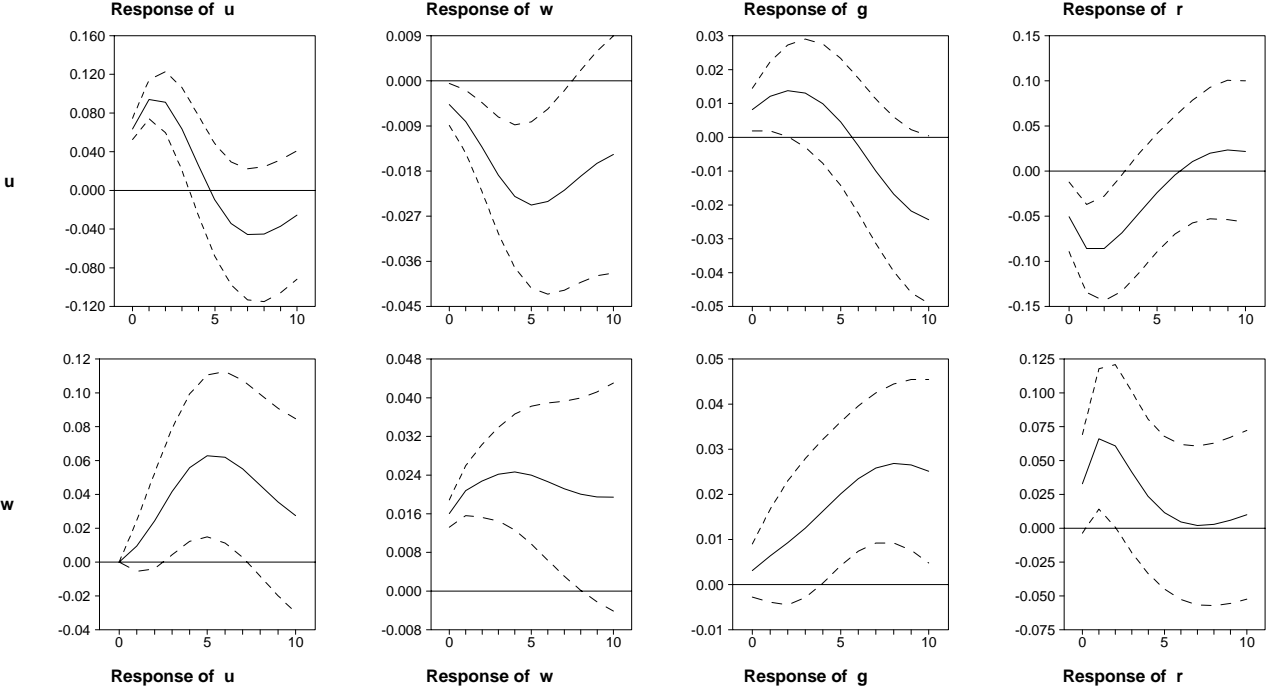 Response of u Response of w Response of g Response of r
u
0.160 0.120 0.080 0.040 0.000 -0.040 -0.080 -0.120
0 5 10
0.009 0.000 -0.009 -0.018 -0.027 -0.036 -0.045
0 5 10
0.03 0.02 0.01 0.00 -0.01 -0.02 -0.03 -0.04 -0.05
0 5 10
0.15 0.10 0.05 0.00 -0.05 -0.10 -0.15
0 5 10
w
0.12 0.10 0.08 0.06 0.04 0.02 0.00 -0.02 -0.04
0 5 10
0.048 0.040 0.032 0.024 0.016 0.008 0.000 -0.008
0 5 10
0.05 0.04 0.03 0.02 0.01 0.00 -0.01
0 5 10
0.125 0.100 0.075 0.050 0.025 0.000 -0.025 -0.050 -0.075
0 5 10
Response of u Response of w Response of g Response of r